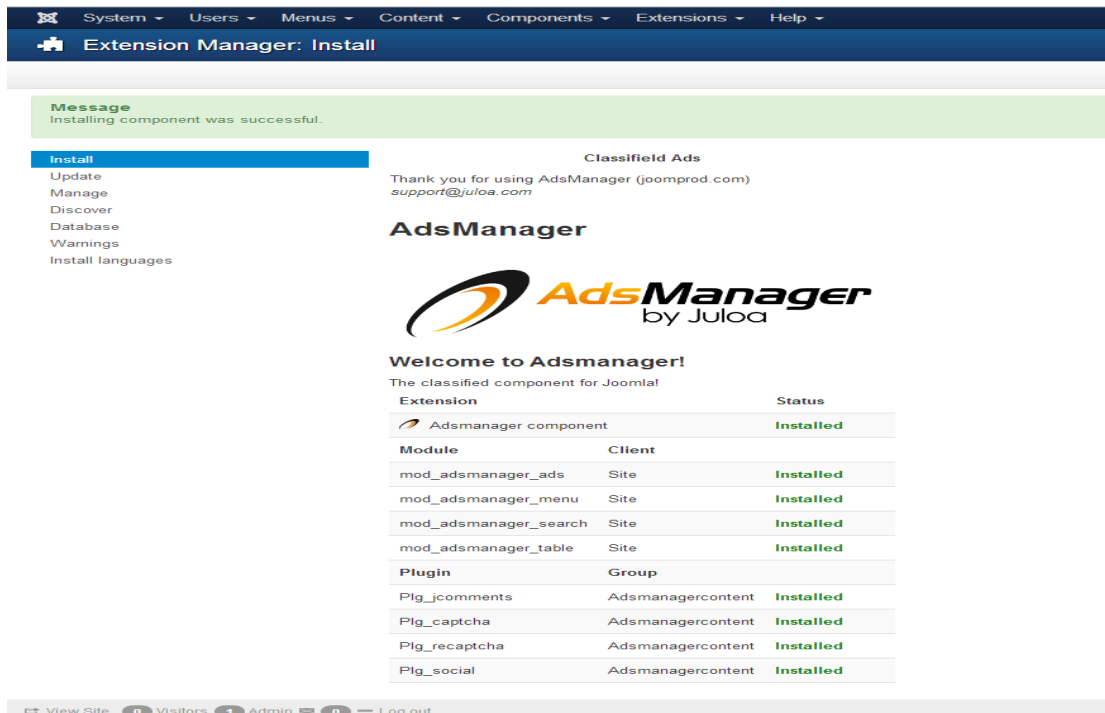 System Users Menus Content Components Extensions Help
Extension Manager: Install
Message
Installing component was successful.
Install
Update
Manage
Discover
Database
Warnings
Install languages
Classifield Ads
Thank you for using AdsManager (joomprod.com)
support@juloa.com
AdsManager
AdsManager
by Juloa
Welcome to Adsmanager!
The classified component for Joomla!
Extension Status
Adsmanager component Installed
Module Client
mod_adsmanager_ads Site Installed
mod_adsmanager_menu Site Installed
mod_adsmanager_search Site Installed
mod_adsmanager_table Site Installed
Plugin Group
Plg_jcomments Adsmanagercontent Installed
Plg_captcha Adsmanagercontent Installed
Plg_recaptcha Adsmanagercontent Installed
Plg_social Adsmanagercontent Installed
View Site 0 Visitors 1 Admin 0 Log out